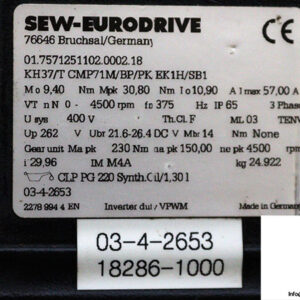 SEW-EURODRIVE
76646 Bruchsal/Germany
01.7571251102.0002.18
KH37/T CMP71M/BP/PK EK1H/SB1
M o 9,40 Nm Mpk 30,80 Nm I o 10,90 A I max 57,00 A
VT n N 0 - 4500 rpm fs 375 Hz IP 65 3 Phas
U sys 400 V Th.Cl F ML 03 TENV
Up 262 V Ubr 21.6-26.4 DC V Mbr 14 Nm None
Gear unit Ma pk 230 Nm na pk 150,00 ne pk 4500 rpm
i 29,96 IM M4A kg 24.922
CLP PG 220 Synth.Oil/1,30 l
03-4-2653
2278 994 4 EN Inverter duty VPWM Made in Germany
03-4-2653
18286-1000